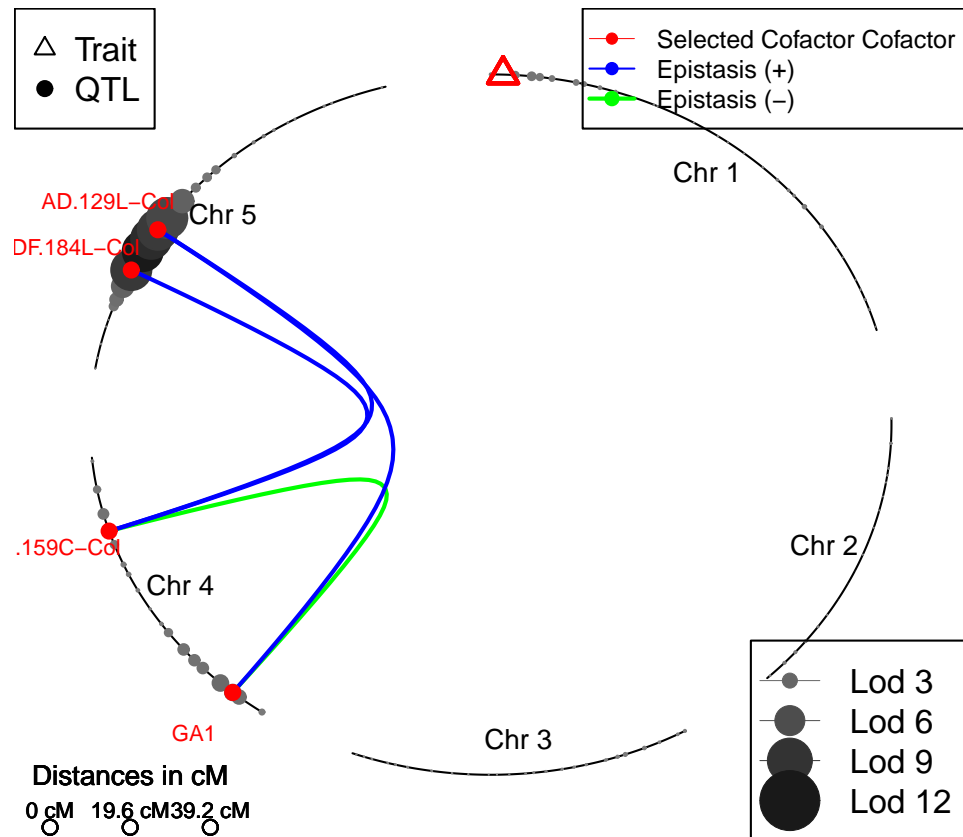 Trait
QTL
Selected Cofactor Cofactor
Epistasis (+)
Epistasis (−)
Chr 1
AD.129L−Col
Chr 5
DF.184L−Col
.159C−Col
Chr 4
Chr 2
GA1
Chr 3
Lod 3
Lod 6
Lod 9
Lod 12
Distances in cM
0 cM 19.6 cM 39.2 cM